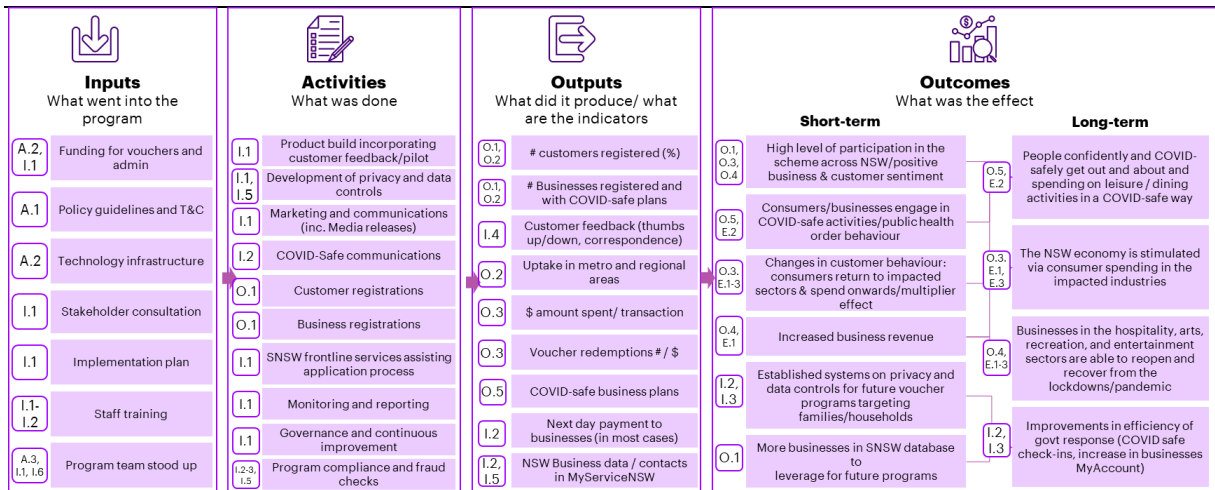 Inputs
What went into the
program
A.2,
I.1
Funding for vouchers and
admin
A.1
Policy guidelines and T&C
A.2
Technology infrastructure
I.1
Stakeholder consultation
I.1
Implementation plan
I.1-
I.2
Staff training
A.3,
I.1, I.6
Program team stood up
Activities
What was done
I.1
Product build incorporating
customer feedback/pilot
I.1,
I.5
Development of privacy and data
controls
I.1
Marketing and communications
(inc. Media releases)
I.2
COVID-Safe communications
O.1
Customer registrations
O.1
Business registrations
I.1
SNSW frontline services assisting
application process
I.1
Monitoring and reporting
I.1
Governance and continuous
improvement
I.2-3,
I.5
Program compliance and fraud
checks
Outputs
What did it produce/ what
are the indicators
O.1,
O.2
# customers registered (%)
O.1,
O.2
# Businesses registered and
with COVID-safe plans
I.4
Customer feedback (thumbs
up/down, correspondence)
O.2
Uptake in metro and regional
areas
O.3
$ amount spent/ transaction
O.3
Voucher redemptions # / $
O.5
COVID-safe business plans
I.2
Next day payment to
businesses (in most cases)
I.2,
I.5
NSW Business data / contacts
in MyServiceNSW
Outcomes
What was the effect
Short-term
O.1,
O.3,
O.4
High level of participation in the
scheme across NSW/positive
business & customer sentiment
O.5,
E.2
Consumers/businesses engage in
COVID-safe activities/public health
order behaviour
O.3.
E.1-3
Changes in customer behaviour:
consumers return to impacted
sectors & spend onwards/multiplier
effect
O.4,
E.1
Increased business revenue
I.2,
I.3
Established systems on privacy and
data controls for future voucher
programs targeting
families/households
O.1
More businesses in SNSW database
to
leverage for future programs
Long-term
O.5,
E.2
People confidently and COVID-
safely get out and about and
spending on leisure / dining
activities in a COVID-safe way
O.3.
E.1,
E.3
The NSW economy is stimulated
via consumer spending in the
impacted industries
O.4,
E.1-3
Businesses in the hospitality, arts,
recreation, and entertainment
sectors are able to reopen and
recover from the
lockdowns/pandemic
I.2,
I.3
Improvements in efficiency of
govt response (COVID safe
check-ins, increase in businesses
MyAccount)